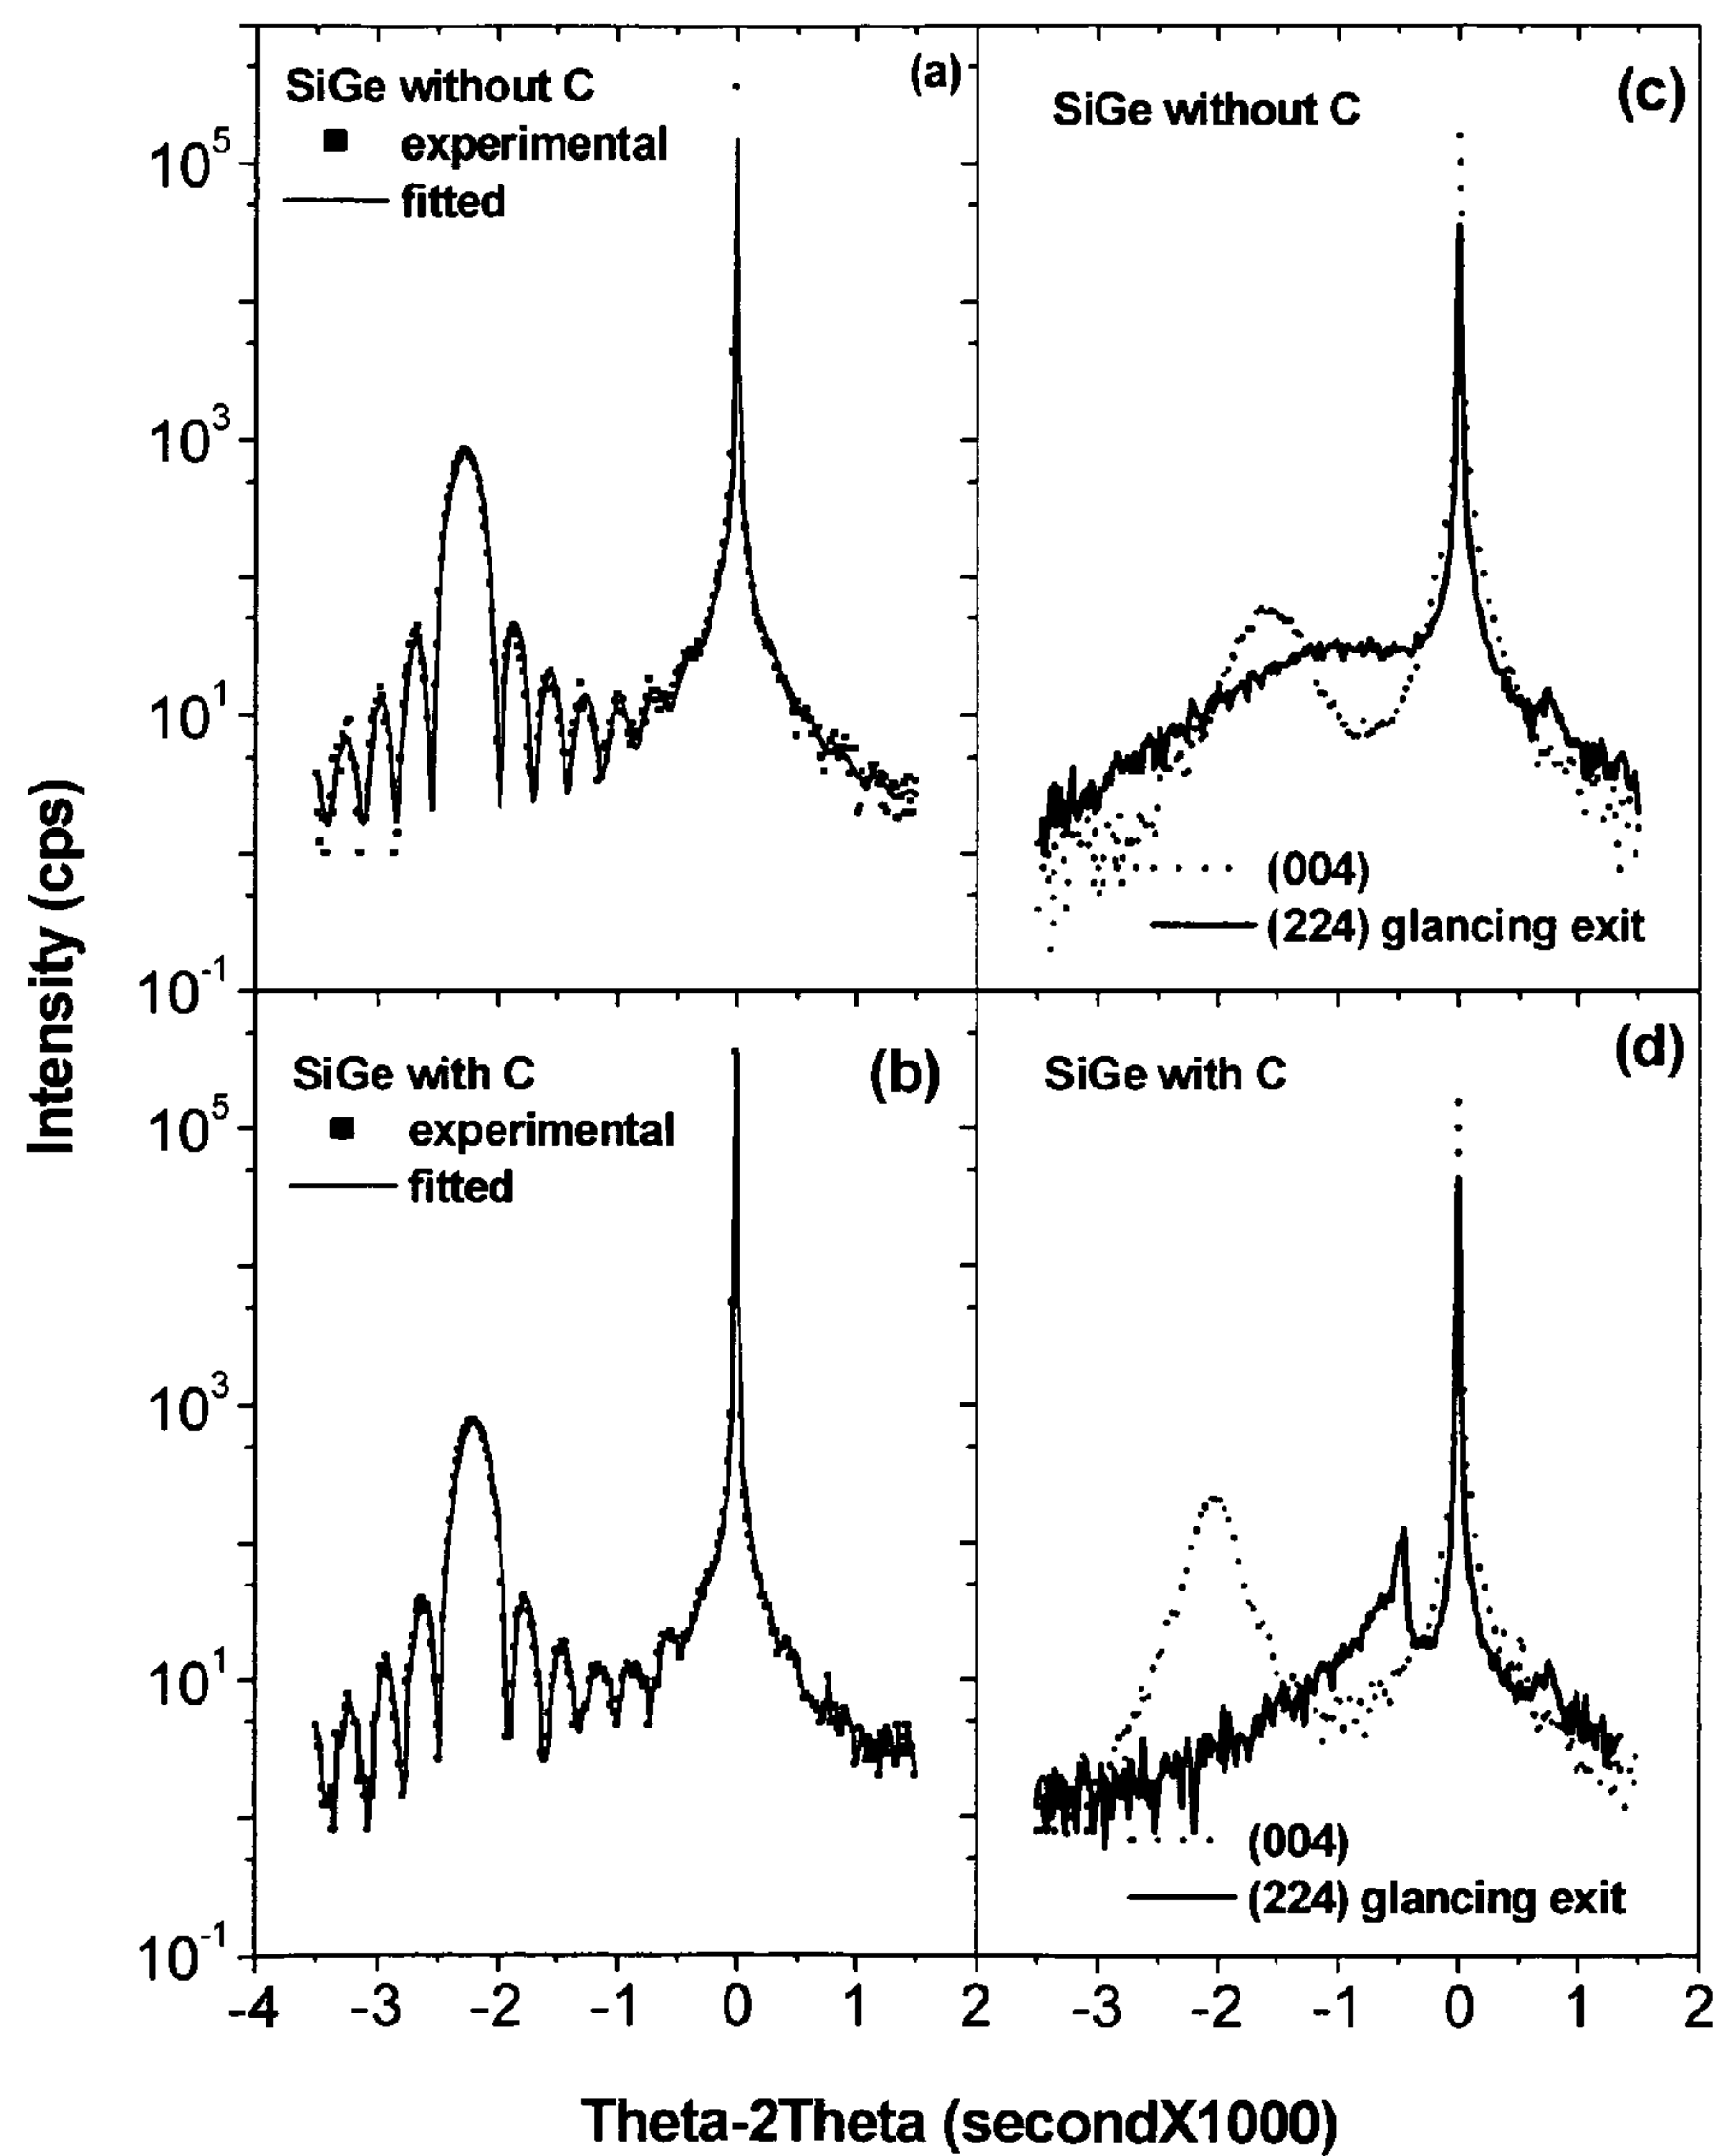 SiGe without C
(a)
experimental
fitted
SiGe without C
(c)
(004)
(224) glancing exit
10^5
10^3
10^1
10^-1
SiGe with C
(b)
experimental
fitted
SiGe with C
(d)
(004)
(224) glancing exit
10^5
10^3
10^1
10^-1
Intensity (cps)
-4 -3 -2 -1 0 1 2 -3 -2 -1 0 1 2
Theta-2Theta (secondX1000)